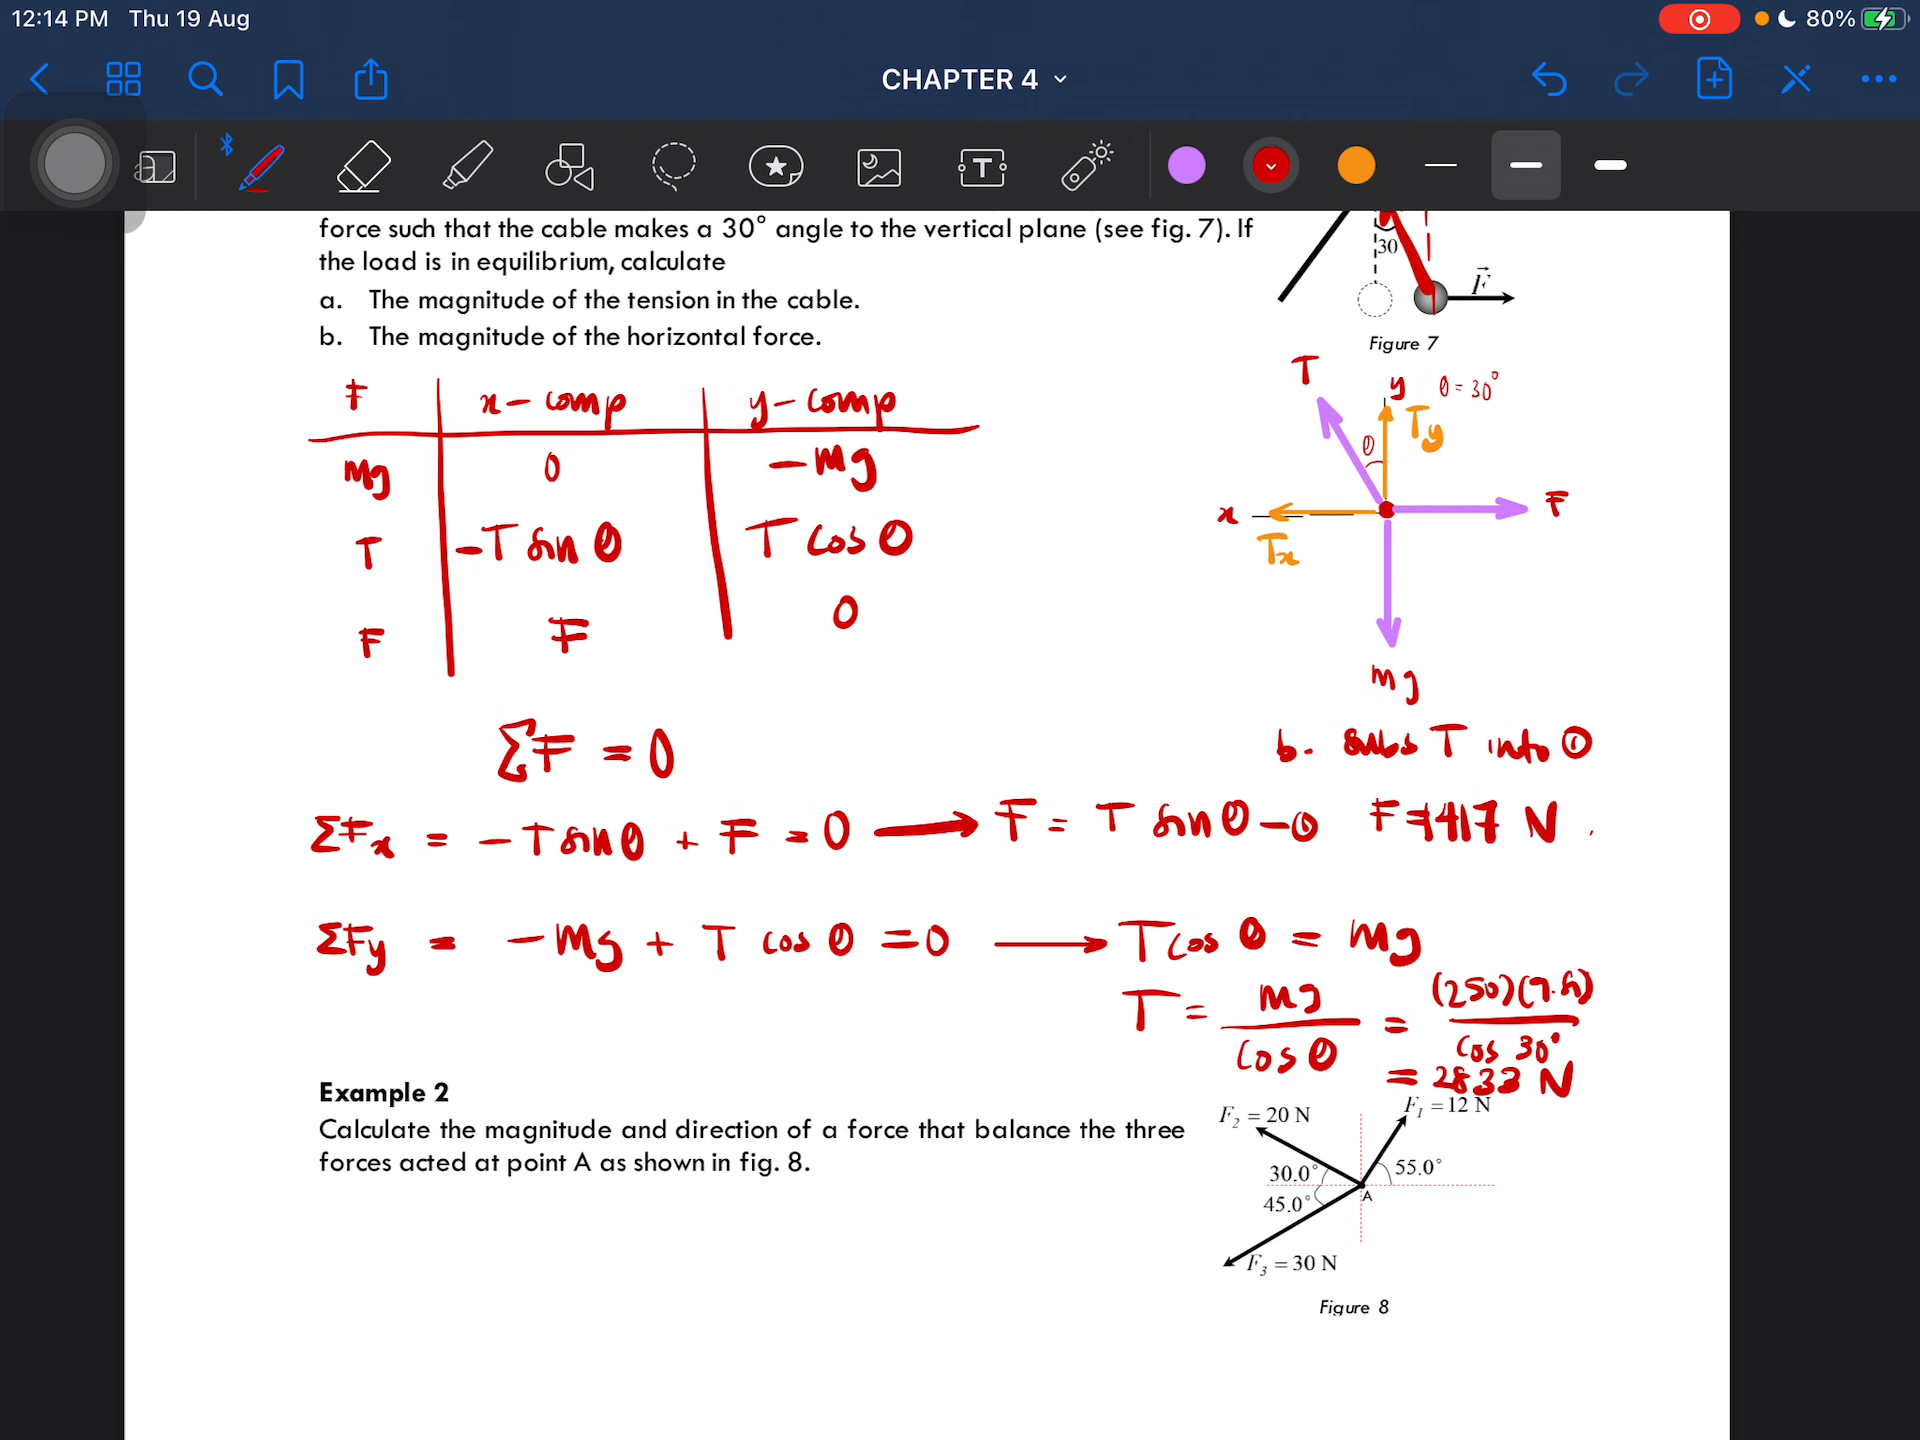 12:14 PM Thu 19 Aug
80%
CHAPTER 4
force such that the cable makes a 30° angle to the vertical plane (see fig. 7). If
the load is in equilibrium, calculate
a. The magnitude of the tension in the cable.
b. The magnitude of the horizontal force.
30
F
Figure 7
F x-comp y-comp
Mg 0 -Mg
T -T sin θ T cos θ
F F 0
T
y θ = 30°
Ty
θ
x F
Tx
Mg
ΣF = 0
b. subs T into ①
ΣFx = -T sin θ + F = 0 → F = T sin θ -① F = 1417 N.
ΣFy = -Mg + T cos θ = 0 → T cos θ = Mg
T = Mg / cos θ = (250)(9.81) / cos 30°
= 2833 N
Example 2
Calculate the magnitude and direction of a force that balance the three
forces acted at point A as shown in fig. 8.
F2 = 20 N
F1 = 12 N
30.0°
55.0°
45.0°
A
F3 = 30 N
Figure 8